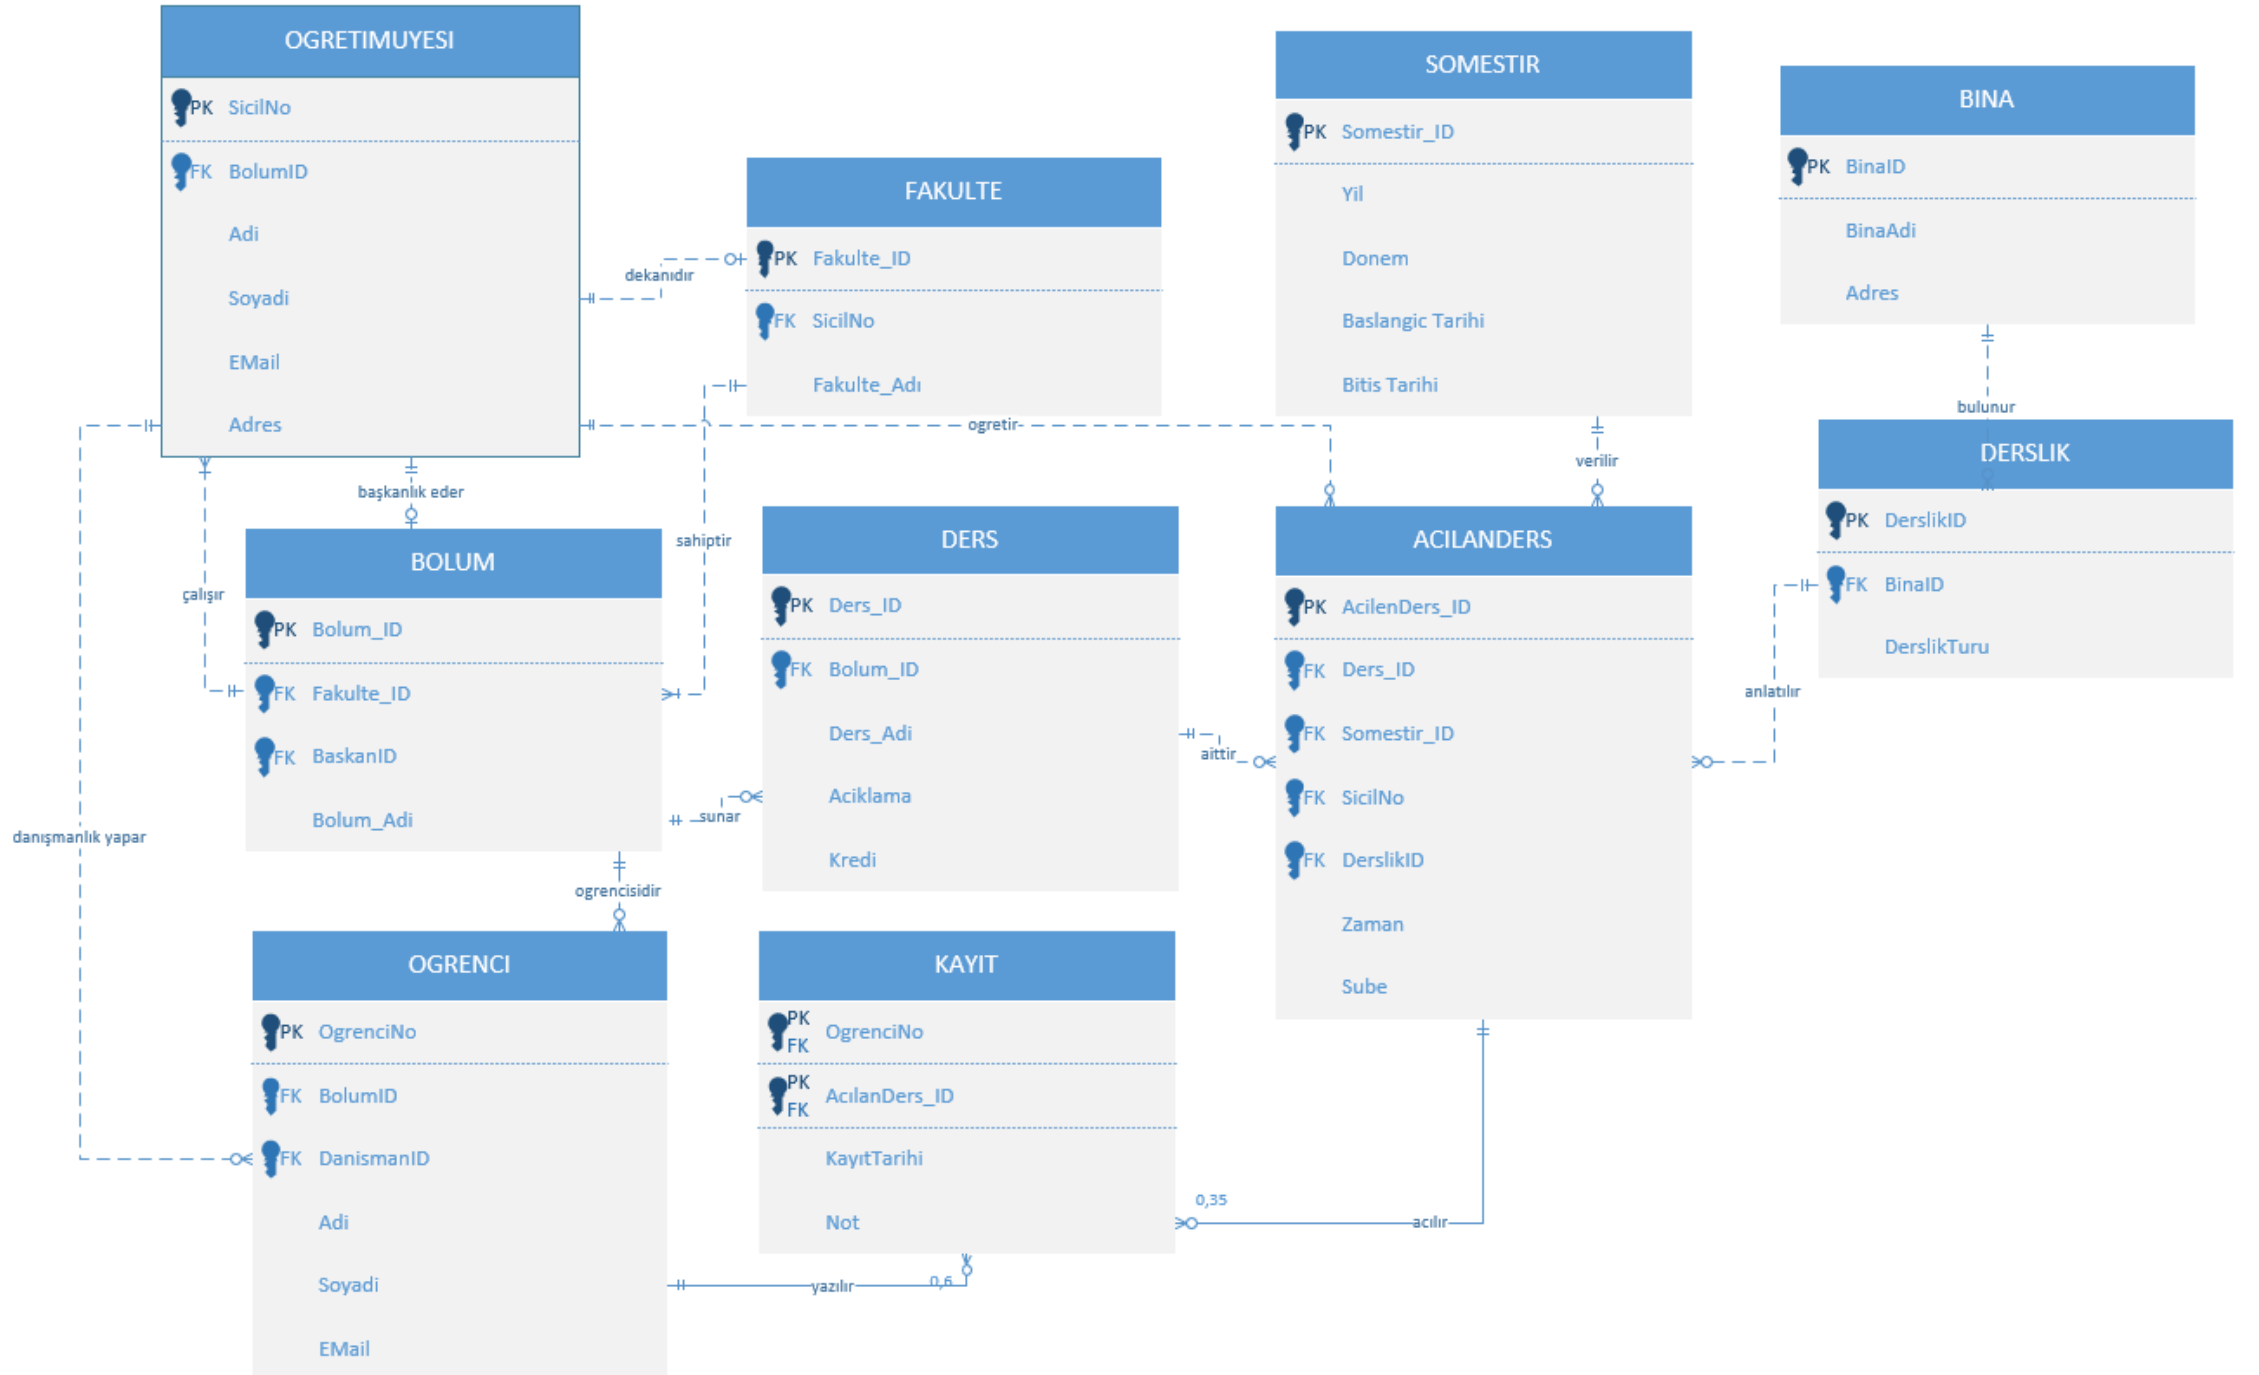 OGRETIMUYESI
PK SicilNo
FK BolumID
Adi
Soyadi
EMail
Adres
FAKULTE
PK Fakulte_ID
FK SicilNo
Fakulte_Adı
SOMESTIR
PK Somestir_ID
Yil
Donem
Baslangic Tarihi
Bitis Tarihi
BINA
PK BinaID
BinaAdi
Adres
dekanıdır
ogretir
başkanlık eder
çalışır
sahiptir
verilir
bulunur
BOLUM
PK Bolum_ID
FK Fakulte_ID
FK BaskanID
Bolum_Adi
DERS
PK Ders_ID
FK Bolum_ID
Ders_Adi
Aciklama
Kredi
ACILANDERS
PK AcilenDers_ID
FK Ders_ID
FK Somestir_ID
FK SicilNo
FK DerslikID
Zaman
Sube
DERSLIK
PK DerslikID
FK BinaID
DerslikTuru
anlatılır
aittir
sunar
danışmanlık yapar
ogrencisidir
OGRENCI
PK OgrenciNo
FK BolumID
FK DanismanID
Adi
Soyadi
EMail
KAYIT
PK
FK OgrenciNo
PK
FK AcılanDers_ID
KayıtTarihi
Not
0,35
acılır
yazılır
0,6